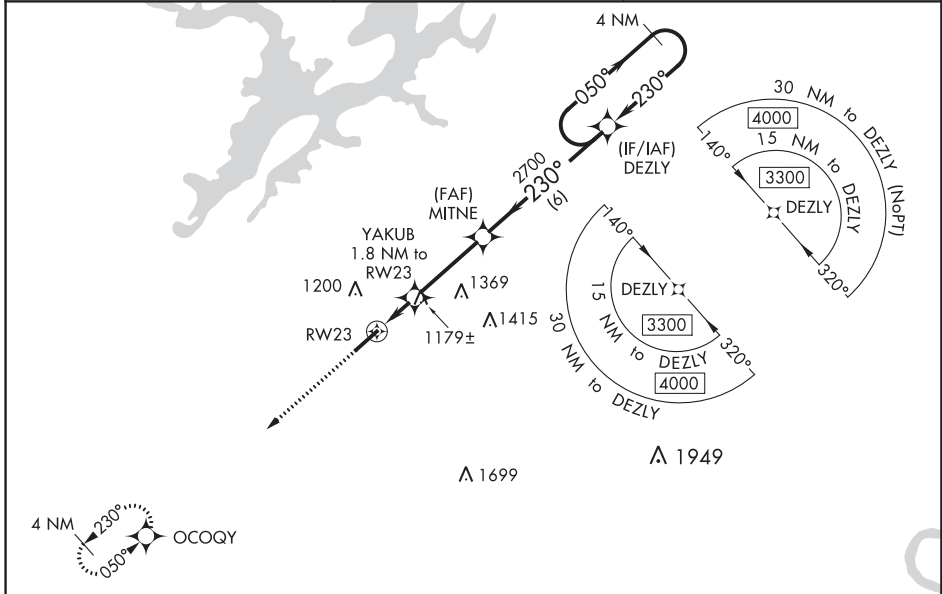 4 NM
050°
230°
(IF/IAF)
DEZLY
2700
230°
(6)
(FAF)
MITNE
YAKUB
1.8 NM to
RW23
1200
1369
1415
1179±
RW23
30 NM to DEZLY (NoPT)
4000
140°
15 NM to DEZLY
3300
DEZLY
320°
140°
DEZLY
15 NM to DEZLY
3300
320°
30 NM to DEZLY
4000
1949
1699
4 NM
230°
050°
OCOQY